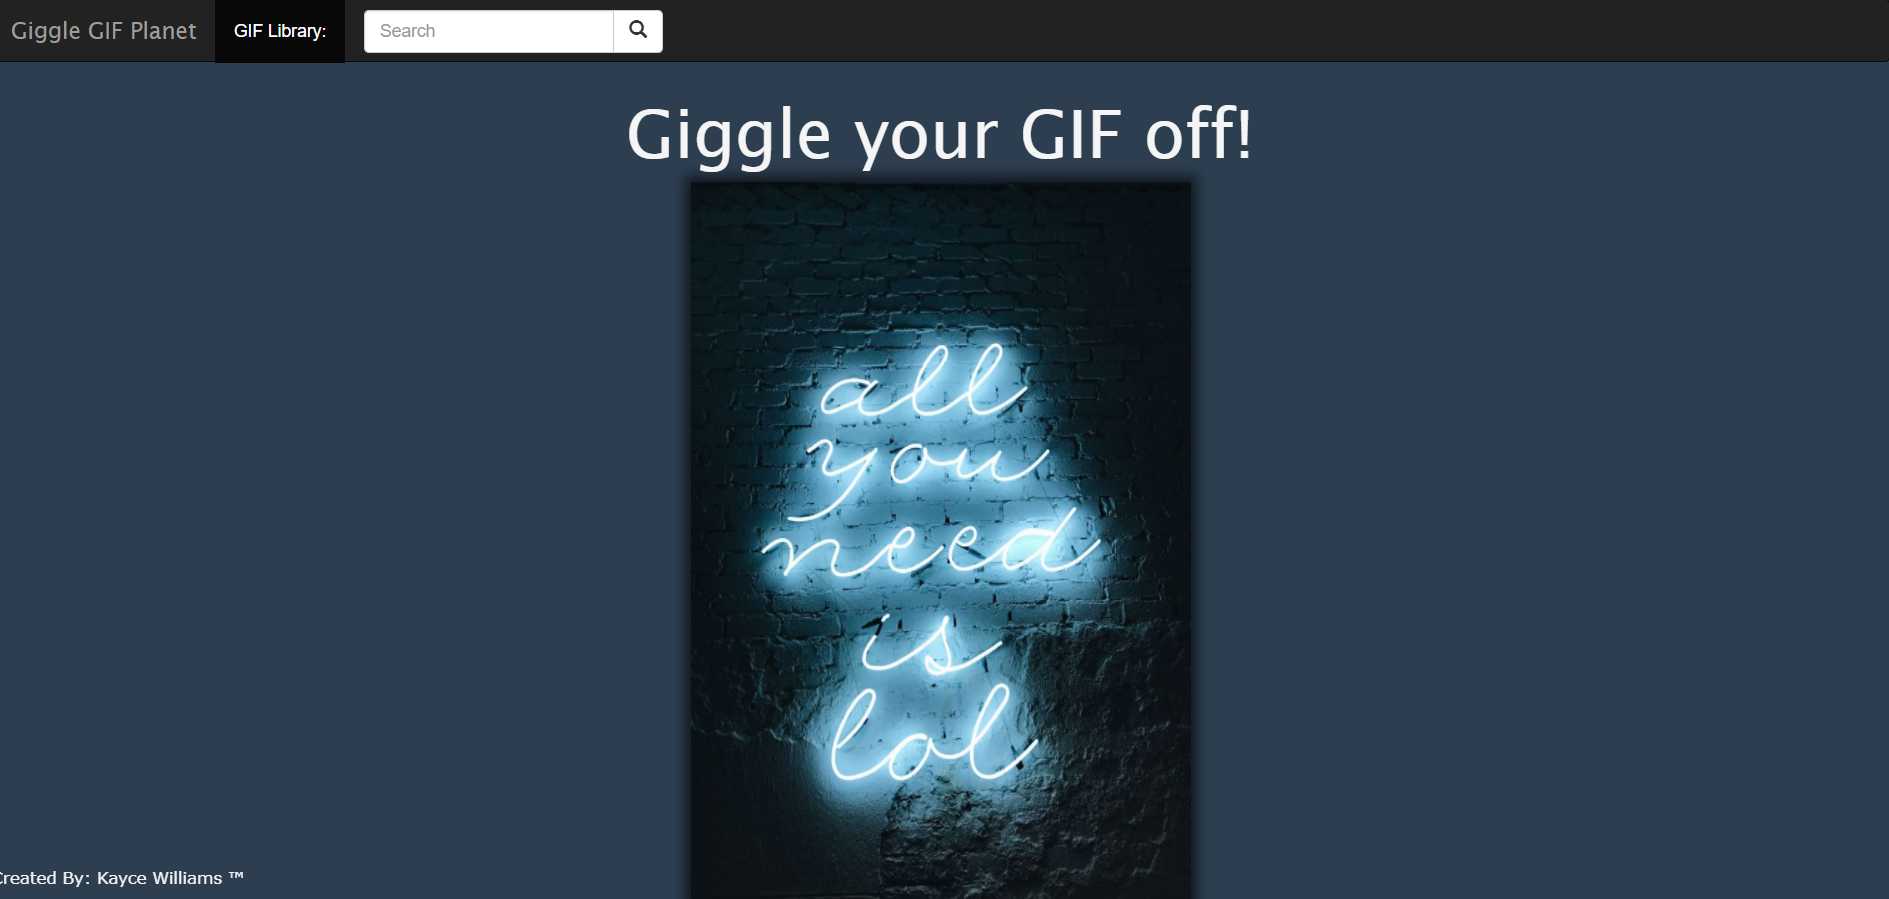 Giggle GIF Planet
GIF Library:
Search
Giggle your GIF off!
all
you
need
is
lol
Created By: Kayce Williams ™